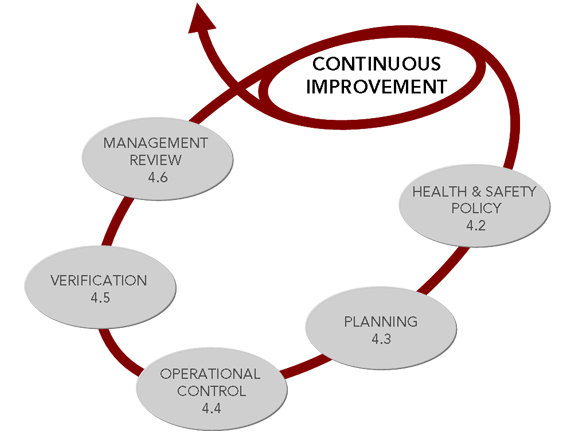 CONTINUOUS
IMPROVEMENT
MANAGEMENT
REVIEW
4.6
HEALTH & SAFETY
POLICY
4.2
VERIFICATION
4.5
PLANNING
4.3
OPERATIONAL
CONTROL
4.4